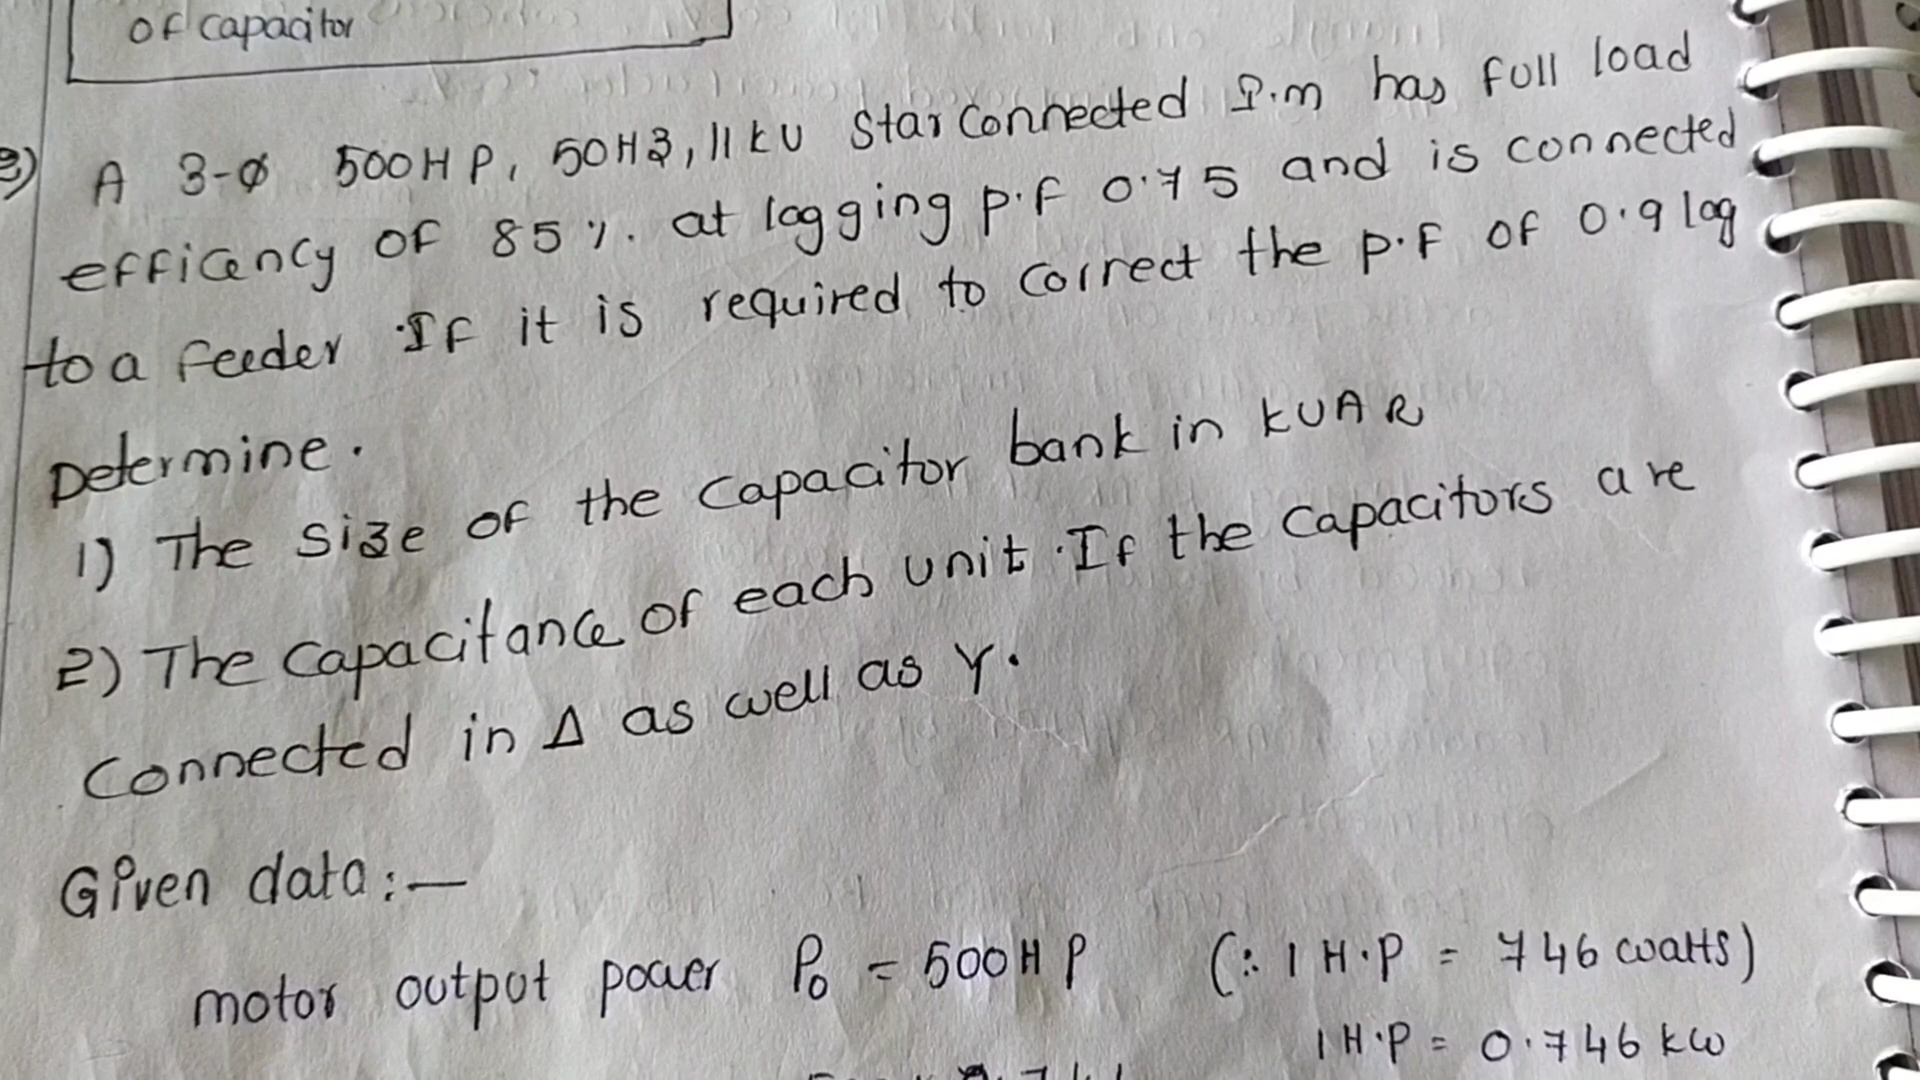 of capacitor
3) A 3-ϕ 500HP, 50HZ, 11kV Star Connected I.m has full load
efficancy of 85%. at lagging p.f 0.75 and is connected
to a feeder. If it is required to correct the p.f of 0.9 lag
Determine.
1) The size of the capacitor bank in KVAR
2) The capacitance of each unit. If the capacitors are
Connected in Δ as well as Y.
Given data:—
motor output power P₀ = 500HP (∵ 1 H.P = 746 watts)
1H.P = 0.746 kw